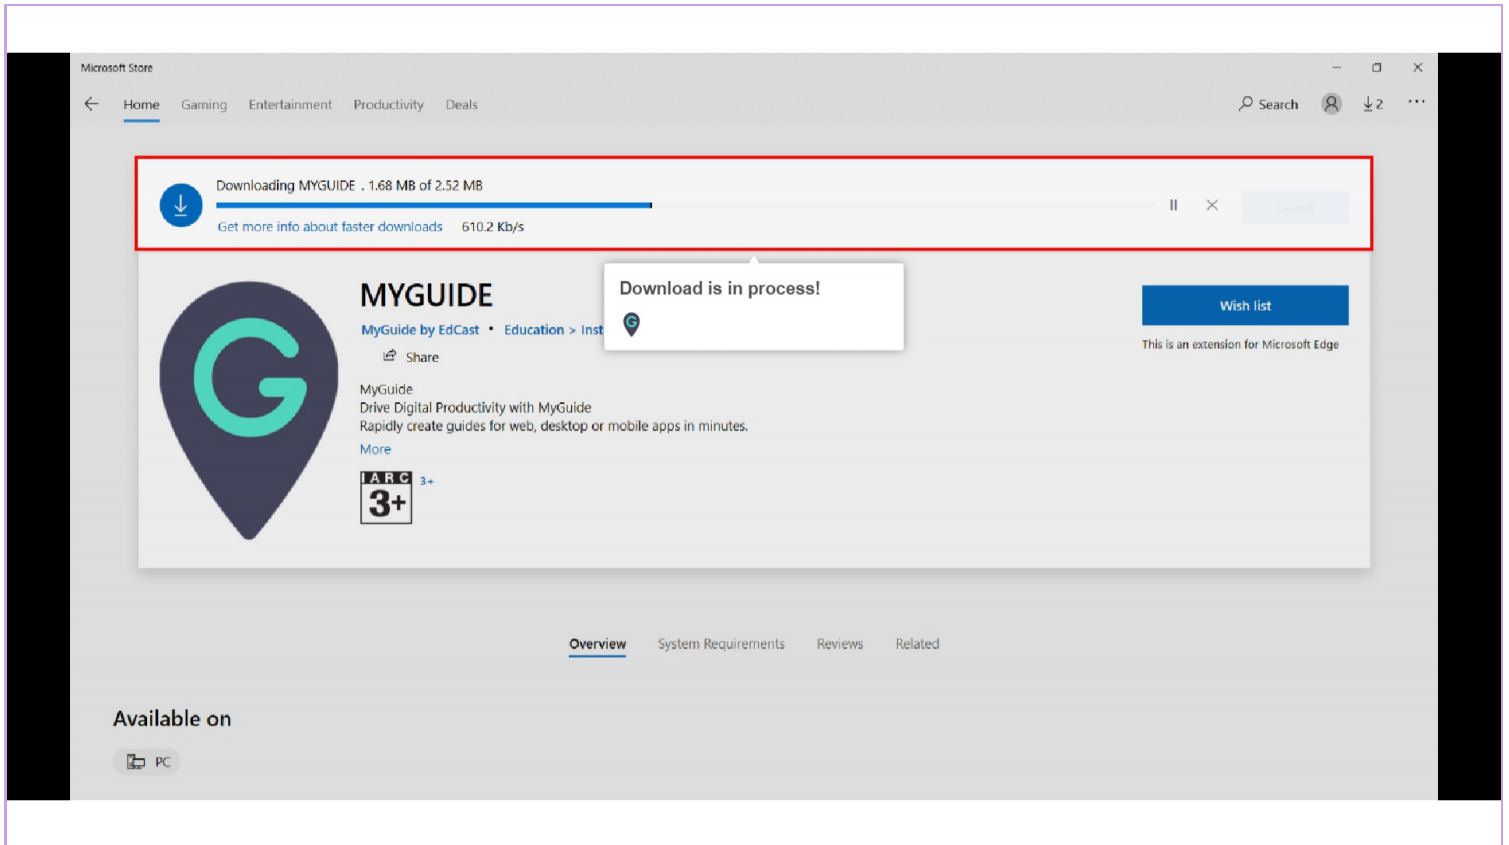 Microsoft Store
Home Gaming Entertainment Productivity Deals Search 2 ...
Downloading MYGUIDE . 1.68 MB of 2.52 MB
Get more info about faster downloads 610.2 Kb/s
Download is in process!
G
MYGUIDE
Wish list
MyGuide by EdCast • Education > Inst
This is an extension for Microsoft Edge
Share
G
MyGuide
Drive Digital Productivity with MyGuide
Rapidly create guides for web, desktop or mobile apps in minutes.
More
IARC
3+
3+
Overview System Requirements Reviews Related
Available on
PC